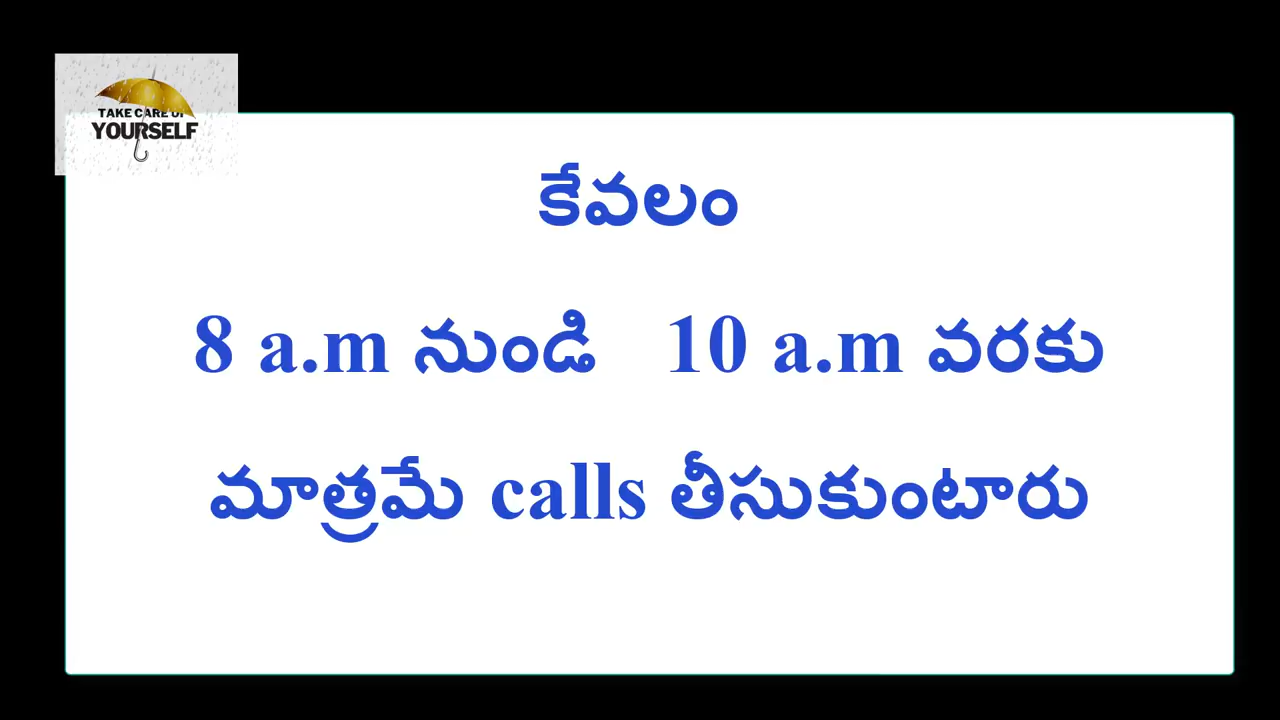 TAKE CARE OF
YOURSELF
కేవలం
8 a.m నుండి 10 a.m వరకు
మాత్రమే calls తీసుకుంటారు